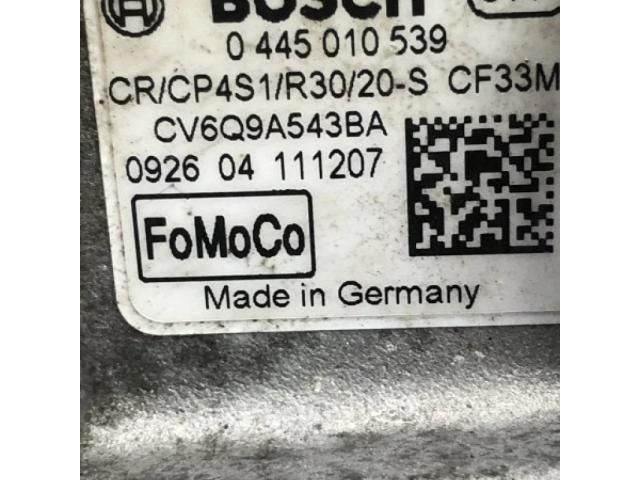 BOSCH
0 445 010 539
CR/CP4S1/R30/20-S CF33M
CV6Q9A543BA
0926 04 111207
FoMoCo
Made in Germany